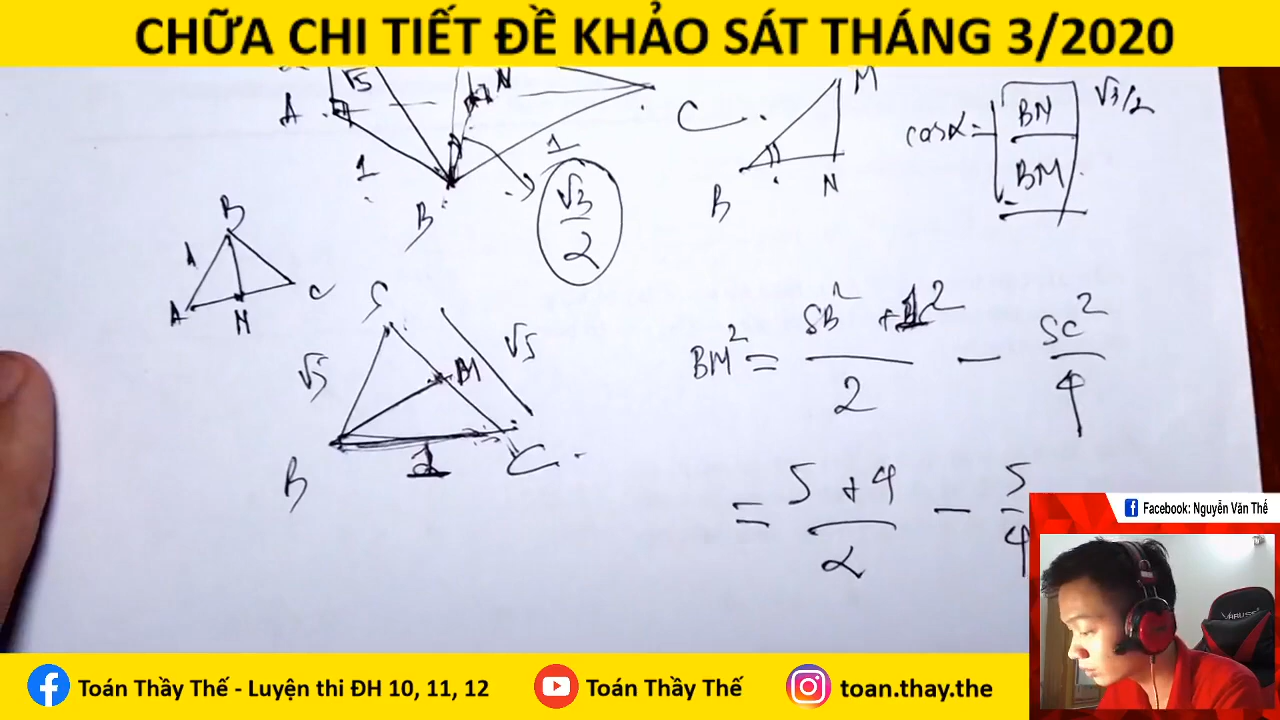 CHỮA CHI TIẾT ĐỀ KHẢO SÁT THÁNG 3/2020
√5 N M
A C
1 1
B √3/2
B N
cosα = BN/BM √3/2
B
1
A M C
S
√5 M √5
B C
BM² = SB² + ²/2 − SC²/4
= 5 + 4/2 − 5/4
Facebook: Nguyễn Văn Thế
Toán Thầy Thế - Luyện thi ĐH 10, 11, 12
Toán Thầy Thế
toan.thay.the